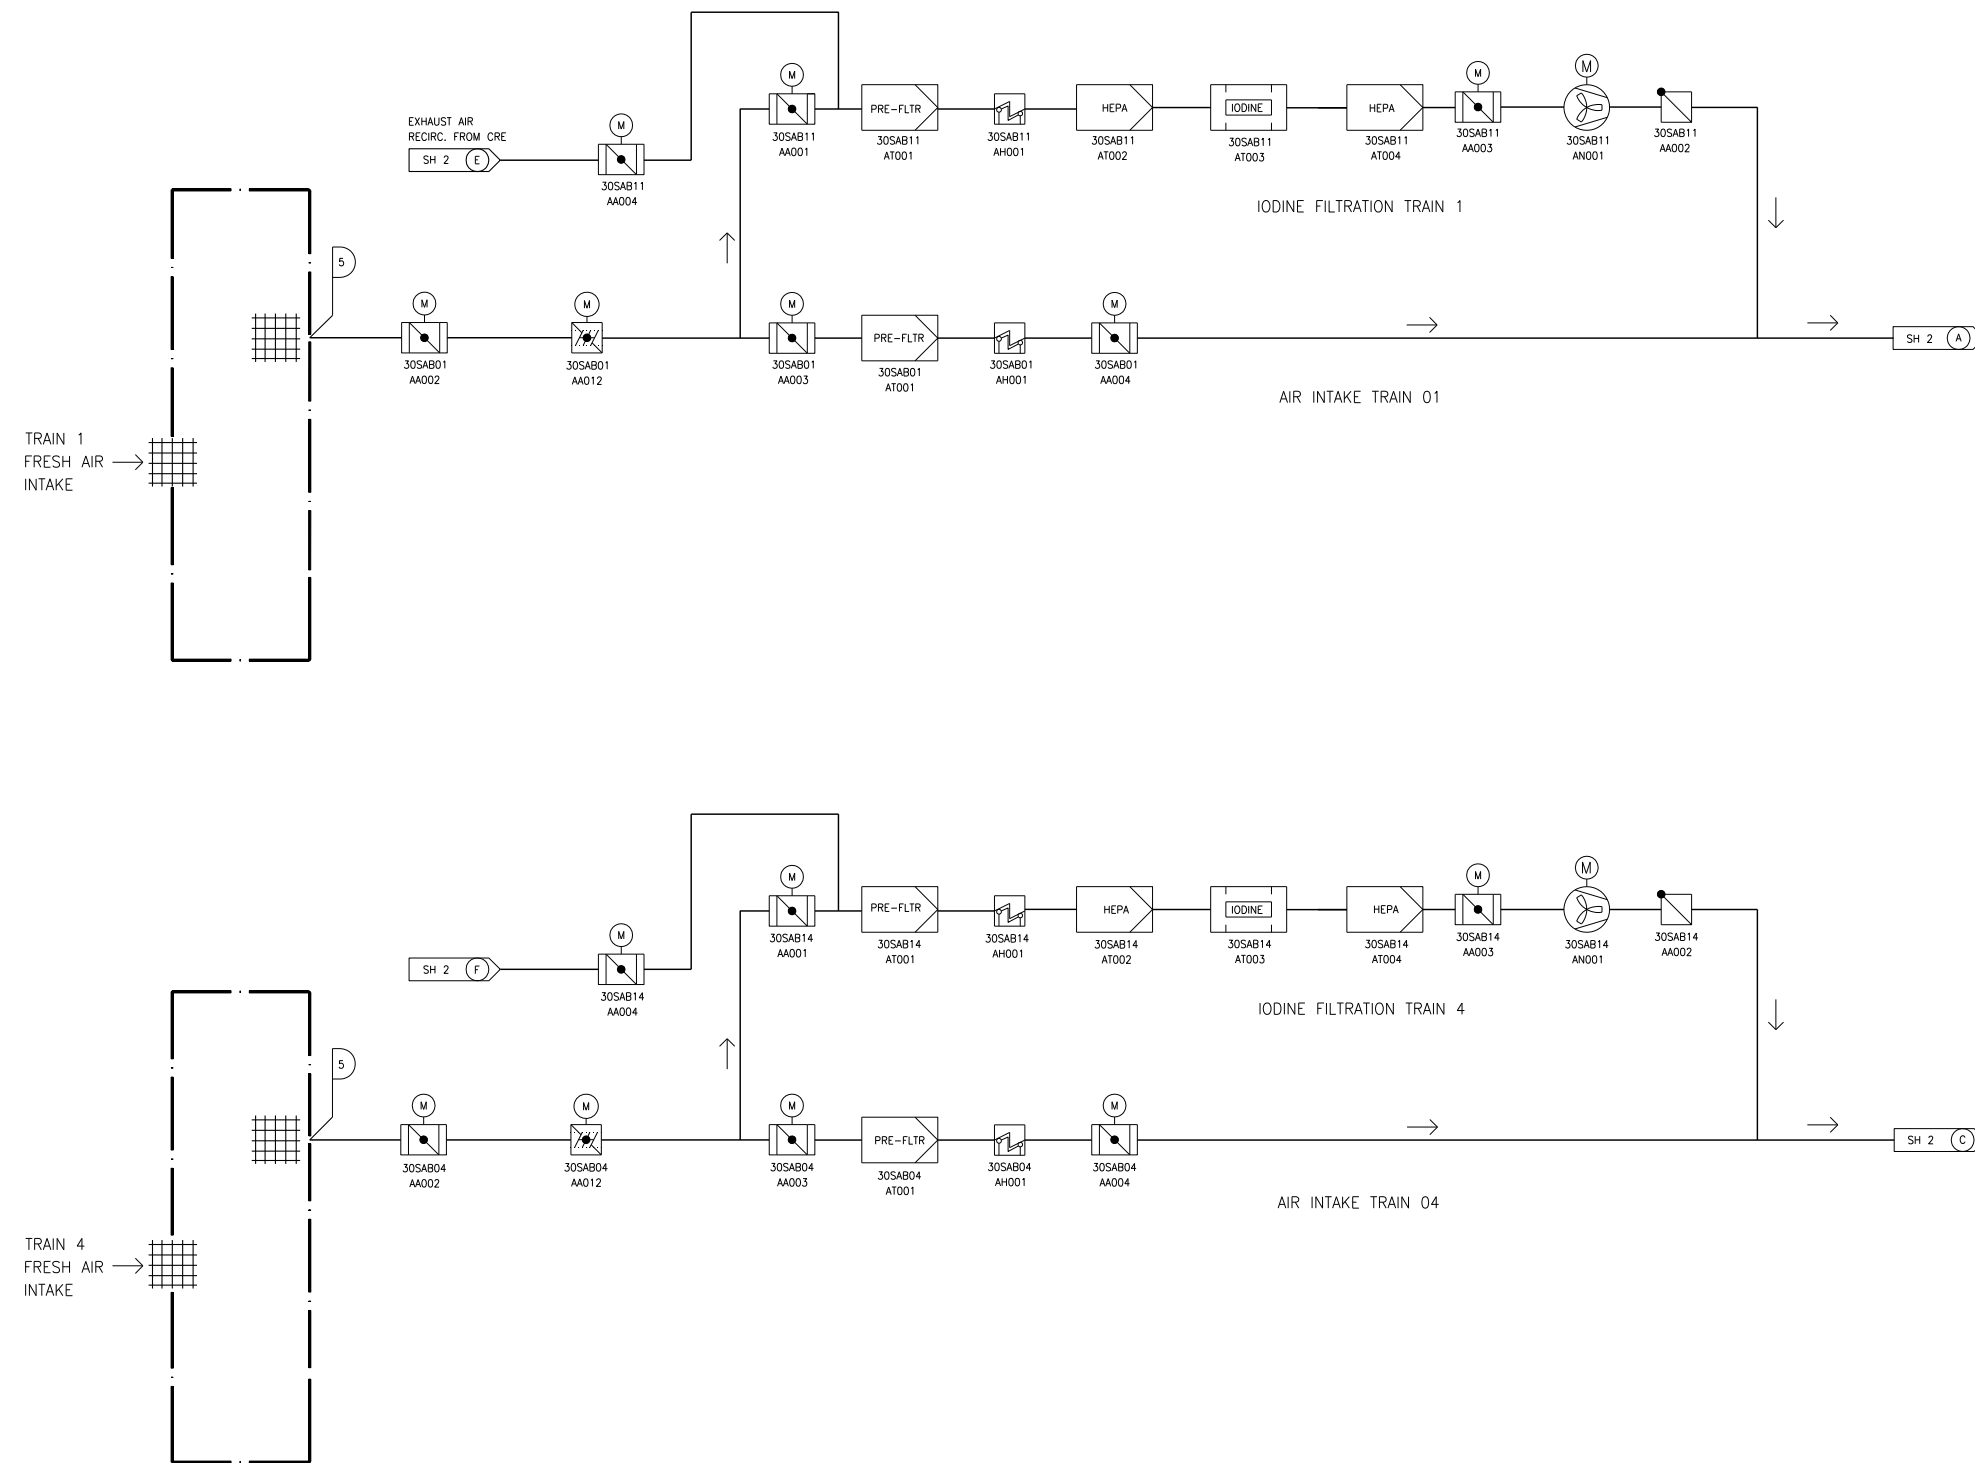 M
M
30SAB11
AA001
PRE-FLTR
30SAB11
AT001
30SAB11
AH001
HEPA
30SAB11
AT002
IODINE
30SAB11
AT003
HEPA
30SAB11
AT004
M
30SAB11
AA003
30SAB11
AN001
30SAB11
AA002
EXHAUST AIR
RECIRC. FROM CRE
SH 2 E
M
30SAB11
AA004
IODINE FILTRATION TRAIN 1
5
M
30SAB01
AA002
M
30SAB01
AA012
M
30SAB01
AA003
PRE-FLTR
30SAB01
AT001
30SAB01
AH001
M
30SAB01
AA004
SH 2 A
AIR INTAKE TRAIN 01
TRAIN 1
FRESH AIR
INTAKE
M
30SAB14
AA001
PRE-FLTR
30SAB14
AT001
30SAB14
AH001
HEPA
30SAB14
AT002
IODINE
30SAB14
AT003
HEPA
30SAB14
AT004
M
30SAB14
AA003
M
30SAB14
AN001
30SAB14
AA002
SH 2 F
M
30SAB14
AA004
IODINE FILTRATION TRAIN 4
5
M
30SAB04
AA002
M
30SAB04
AA012
M
30SAB04
AA003
PRE-FLTR
30SAB04
AT001
30SAB04
AH001
M
30SAB04
AA004
SH 2 C
AIR INTAKE TRAIN 04
TRAIN 4
FRESH AIR
INTAKE